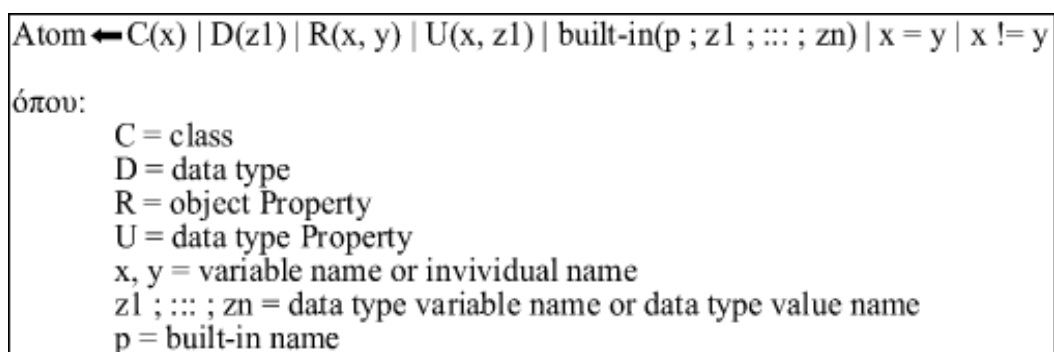 Atom ⬅ C(x) | D(z1) | R(x, y) | U(x, z1) | built-in(p ; z1 ; ::: ; zn) | x = y | x != y
όπου:
C = class
D = data type
R = object Property
U = data type Property
x, y = variable name or invividual name
z1 ; ::: ; zn = data type variable name or data type value name
p = built-in name